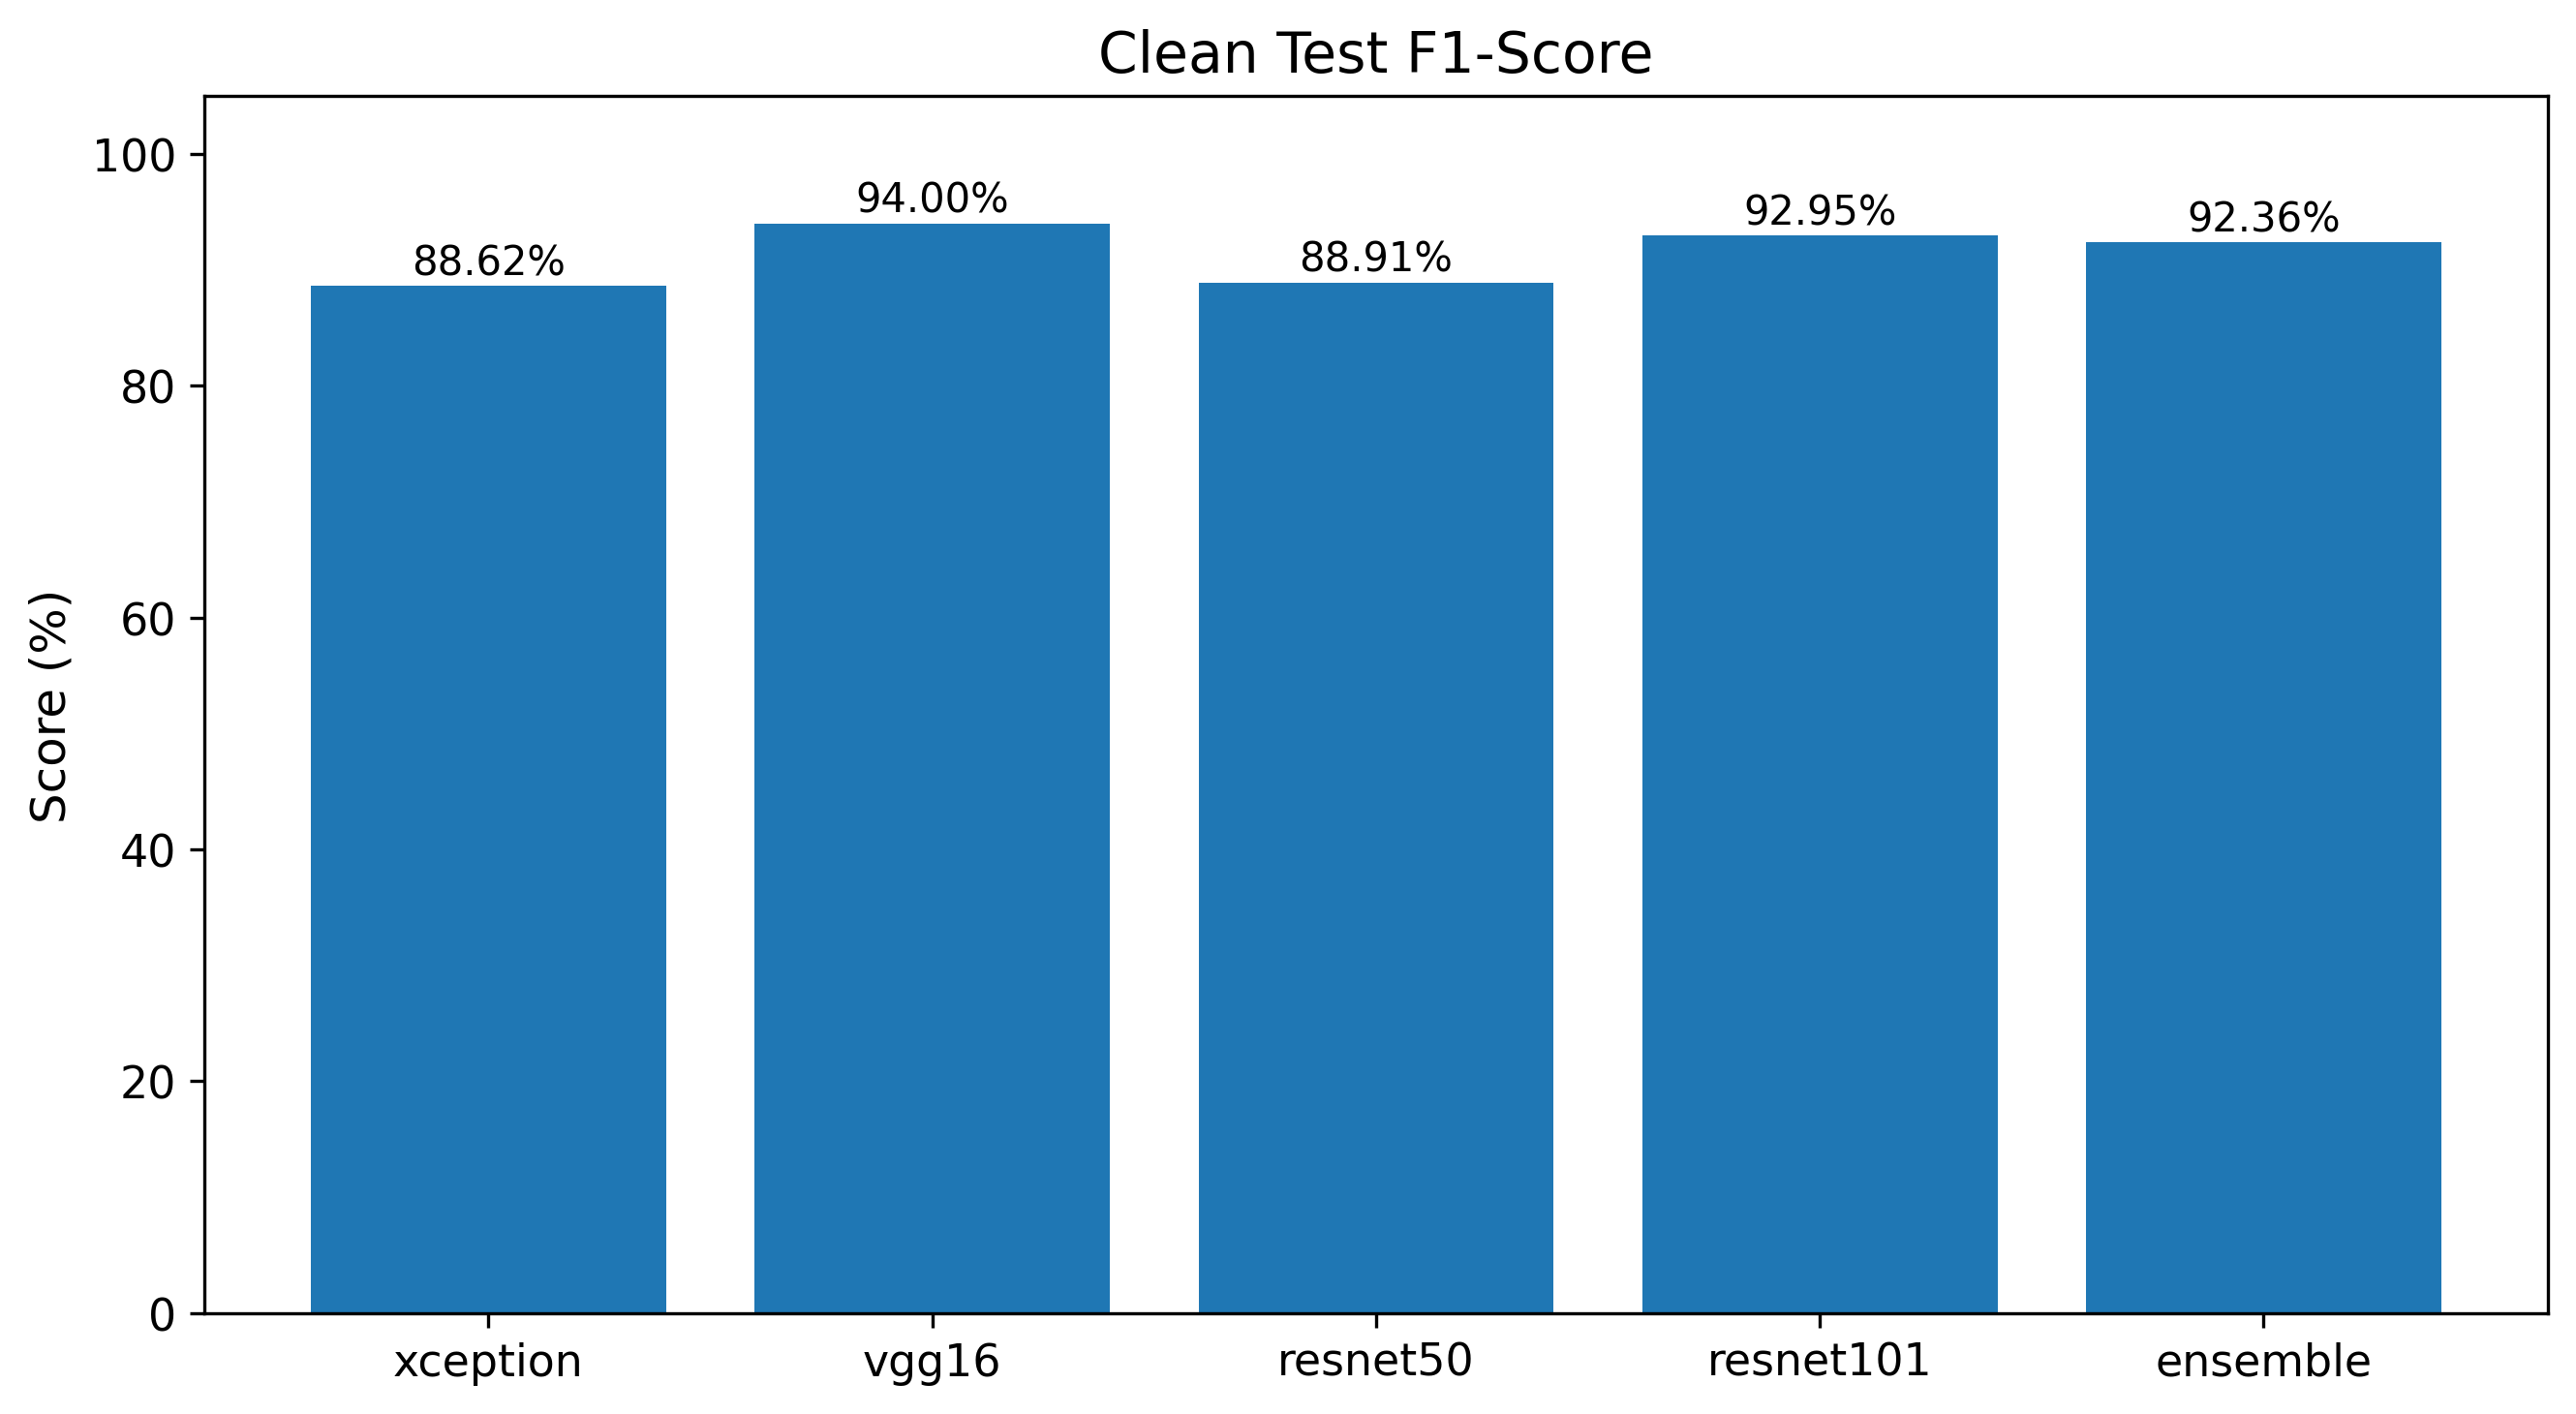 Clean Test F1-Score
Score (%)
100
80
60
40
20
0
88.62%
94.00%
88.91%
92.95%
92.36%
xception
vgg16
resnet50
resnet101
ensemble